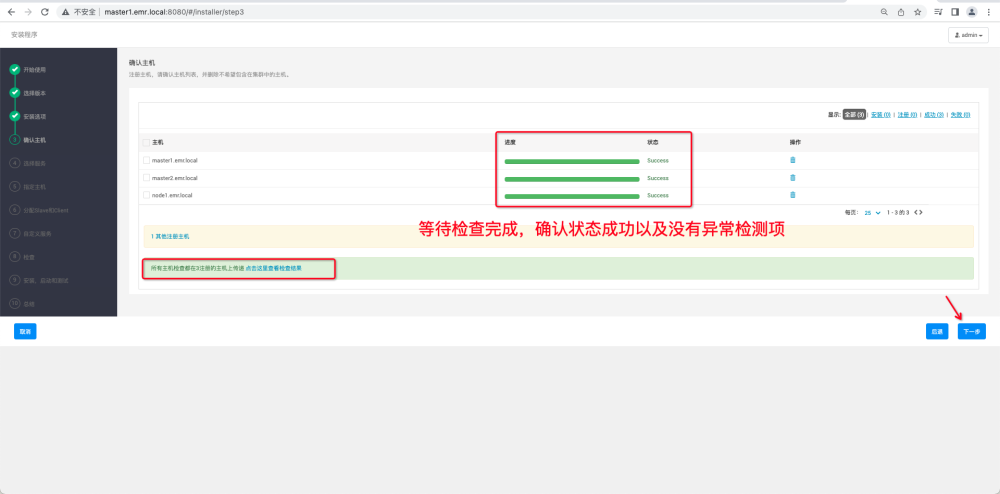 不安全 | master1.emr.local:8080/#/installer/step3
安装程序
admin
开始使用
选择版本
安装选项
3 确认主机
4 选择服务
5 指定主机
6 分配Slave和Client
7 自定义服务
8 检查
9 安装、启动和测试
10 总结
确认主机
注册主机，请确认主机列表，并删除不希望包含在集群中的主机。
显示: 全部 (3) 安装 (0) | 注册 (0) | 成功 (3) | 失败 (0)
主机 进度 状态 操作
master1.emr.local Success
master2.emr.local Success
node1.emr.local Success
每页: 25 1 - 3 的 3
等待检查完成，确认状态成功以及没有异常检测项
1 其他注册主机
所有主机检查都在3注册的主机上传递 点击这里查看检查结果
取消
后退
下一步